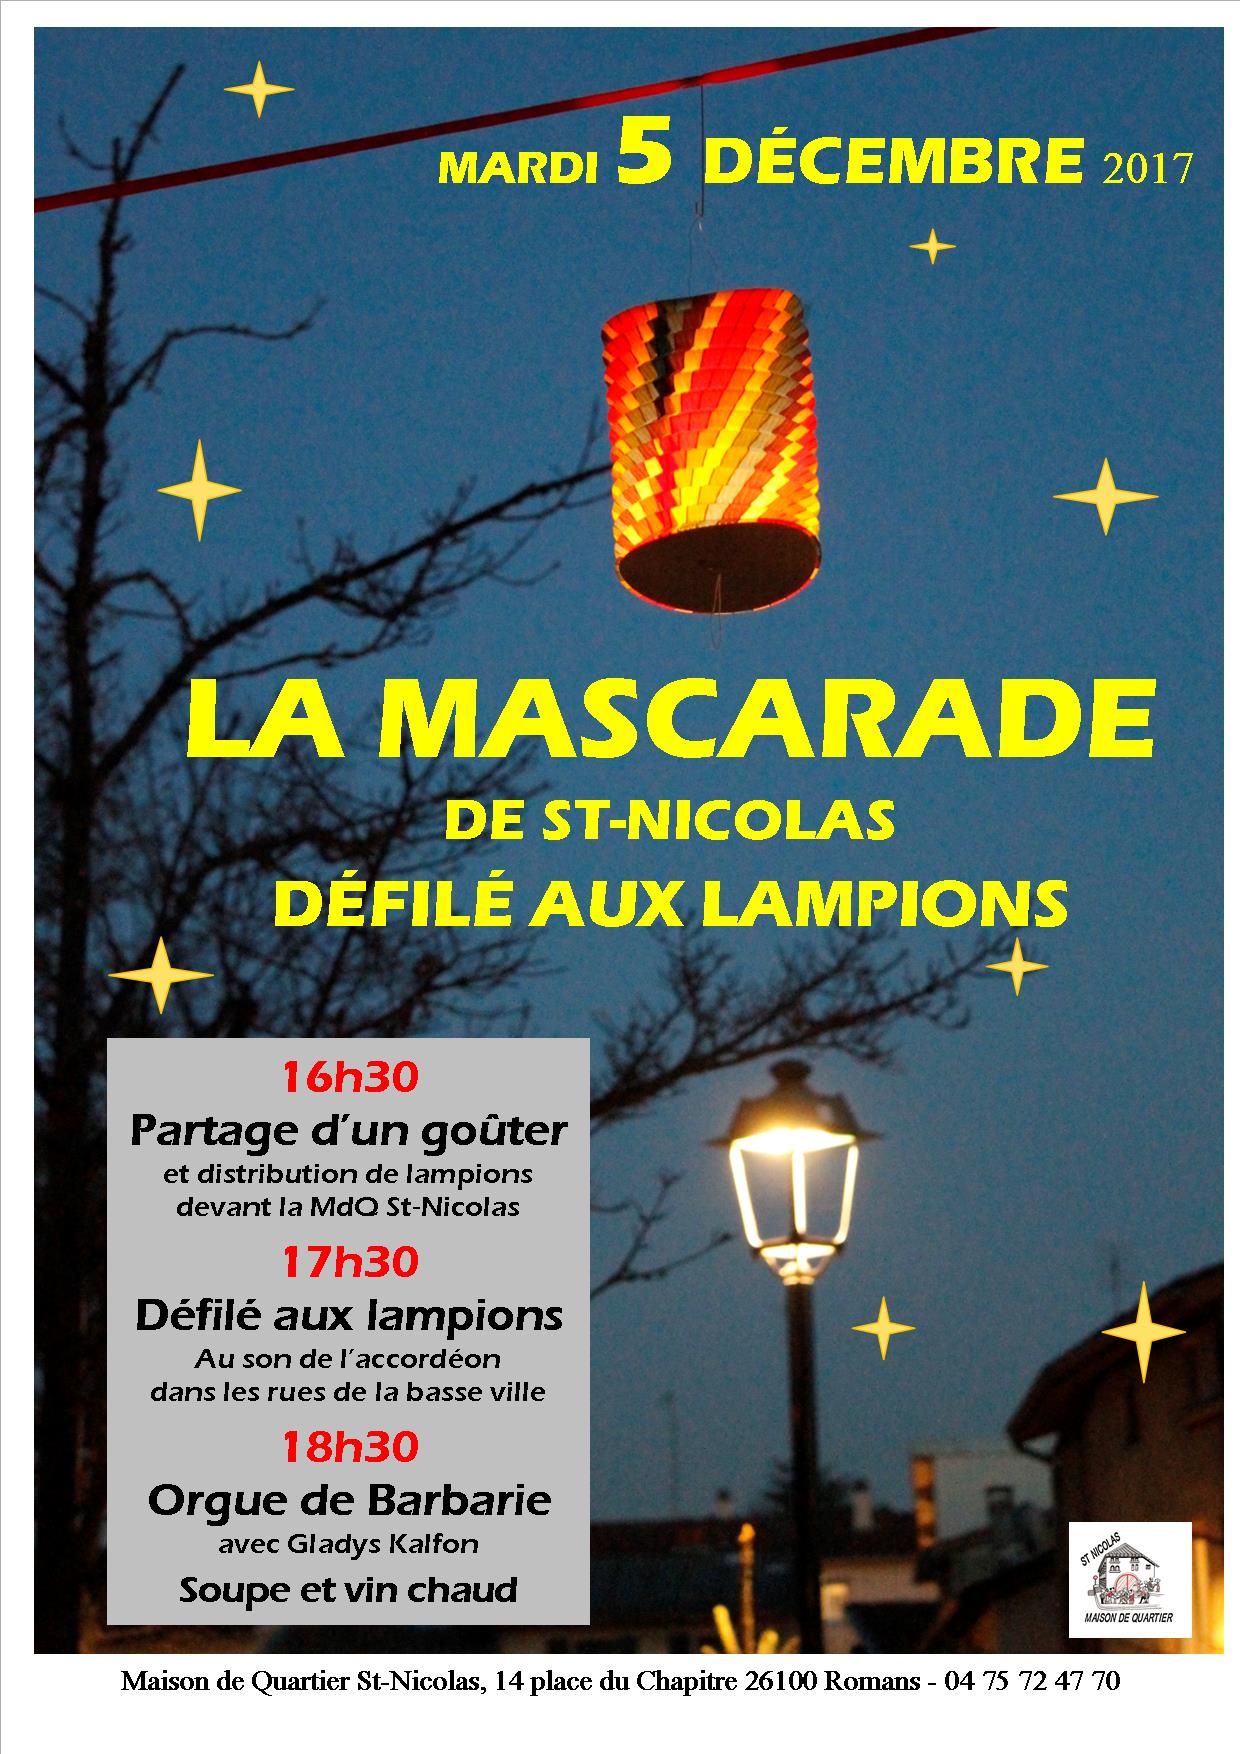 MARDI 5 DÉCEMBRE 2017
LA MASCARADE
DE ST-NICOLAS
DÉFILÉ AUX LAMPIONS
16h30
Partage d'un goûter
et distribution de lampions
devant la MdQ St-Nicolas
17h30
Défilé aux lampions
Au son de l'accordéon
dans les rues de la basse ville
18h30
Orgue de Barbarie
avec Gladys Kalfon
Soupe et vin chaud
ST NICOLAS
MAISON DE QUARTIER
Maison de Quartier St-Nicolas, 14 place du Chapitre 26100 Romans - 04 75 72 47 70